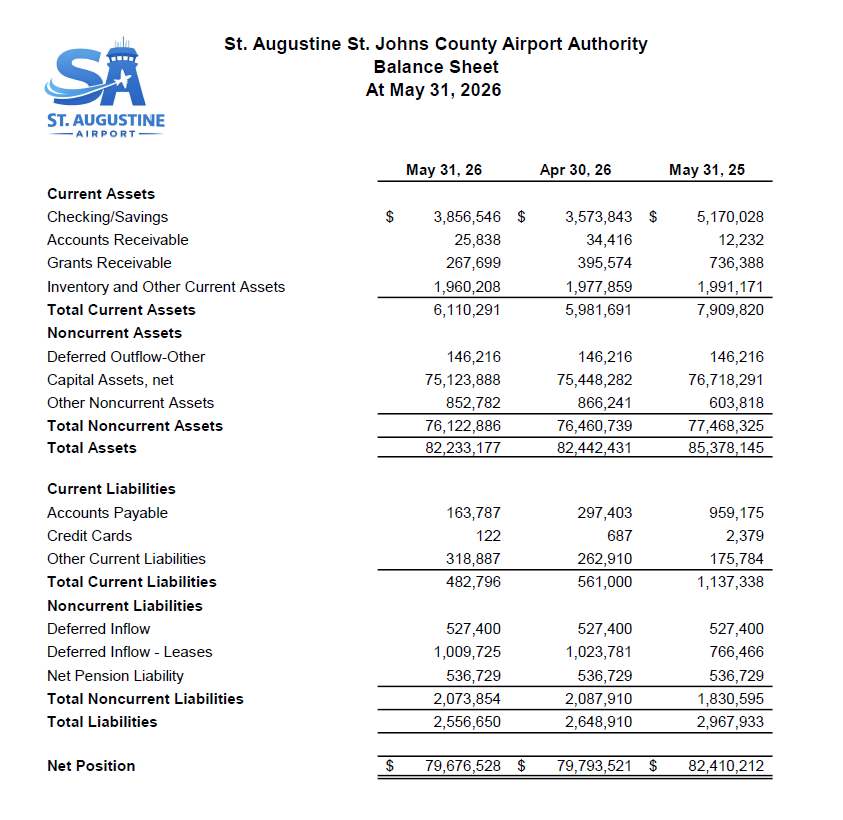 SA
ST. AUGUSTINE
AIRPORT
St. Augustine St. Johns County Airport Authority
Balance Sheet
At May 31, 2026
May 31, 26 Apr 30, 26 May 31, 25
Current Assets
Checking/Savings $ 3,856,546 $ 3,573,843 $ 5,170,028
Accounts Receivable 25,838 34,416 12,232
Grants Receivable 267,699 395,574 736,388
Inventory and Other Current Assets 1,960,208 1,977,859 1,991,171
Total Current Assets 6,110,291 5,981,691 7,909,820
Noncurrent Assets
Deferred Outflow-Other 146,216 146,216 146,216
Capital Assets, net 75,123,888 75,448,282 76,718,291
Other Noncurrent Assets 852,782 866,241 603,818
Total Noncurrent Assets 76,122,886 76,460,739 77,468,325
Total Assets 82,233,177 82,442,431 85,378,145
Current Liabilities
Accounts Payable 163,787 297,403 959,175
Credit Cards 122 687 2,379
Other Current Liabilities 318,887 262,910 175,784
Total Current Liabilities 482,796 561,000 1,137,338
Noncurrent Liabilities
Deferred Inflow 527,400 527,400 527,400
Deferred Inflow - Leases 1,009,725 1,023,781 766,466
Net Pension Liability 536,729 536,729 536,729
Total Noncurrent Liabilities 2,073,854 2,087,910 1,830,595
Total Liabilities 2,556,650 2,648,910 2,967,933
Net Position $ 79,676,528 $ 79,793,521 $ 82,410,212